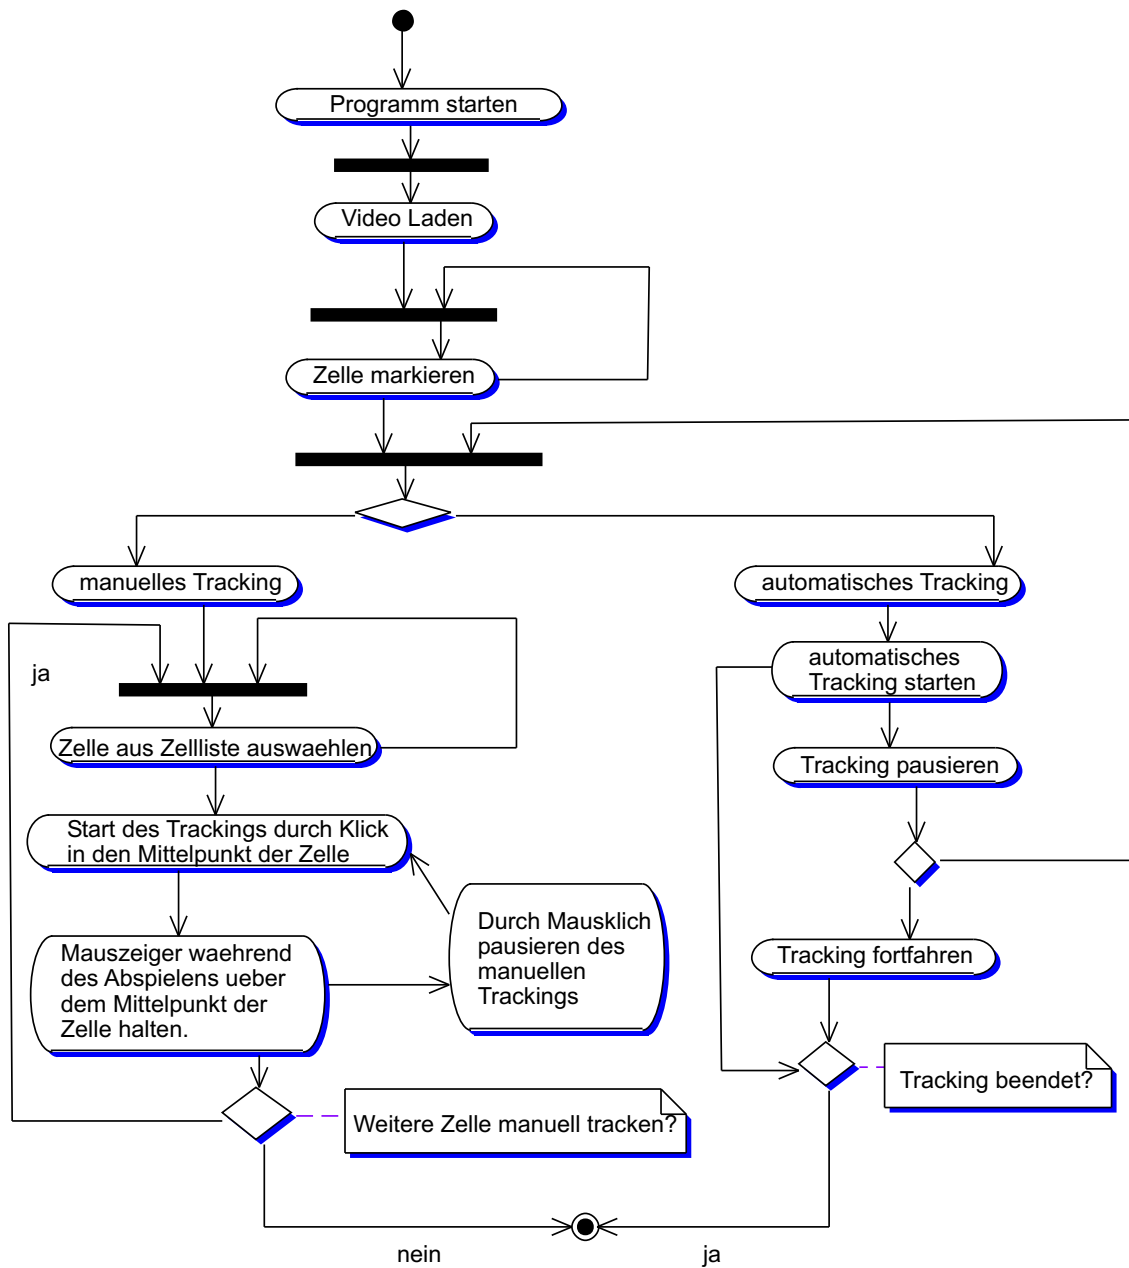 Programm starten
Video Laden
Zelle markieren
manuelles Tracking
automatisches Tracking
ja
automatisches
Tracking starten
Zelle aus Zellliste auswaehlen
Tracking pausieren
Start des Trackings durch Klick
in den Mittelpunkt der Zelle
Durch Mausklich
pausieren des
manuellen
Trackings
Mauszeiger waehrend
des Abspielens ueber
dem Mittelpunkt der
Zelle halten.
Tracking fortfahren
Tracking beendet?
Weitere Zelle manuell tracken?
nein
ja